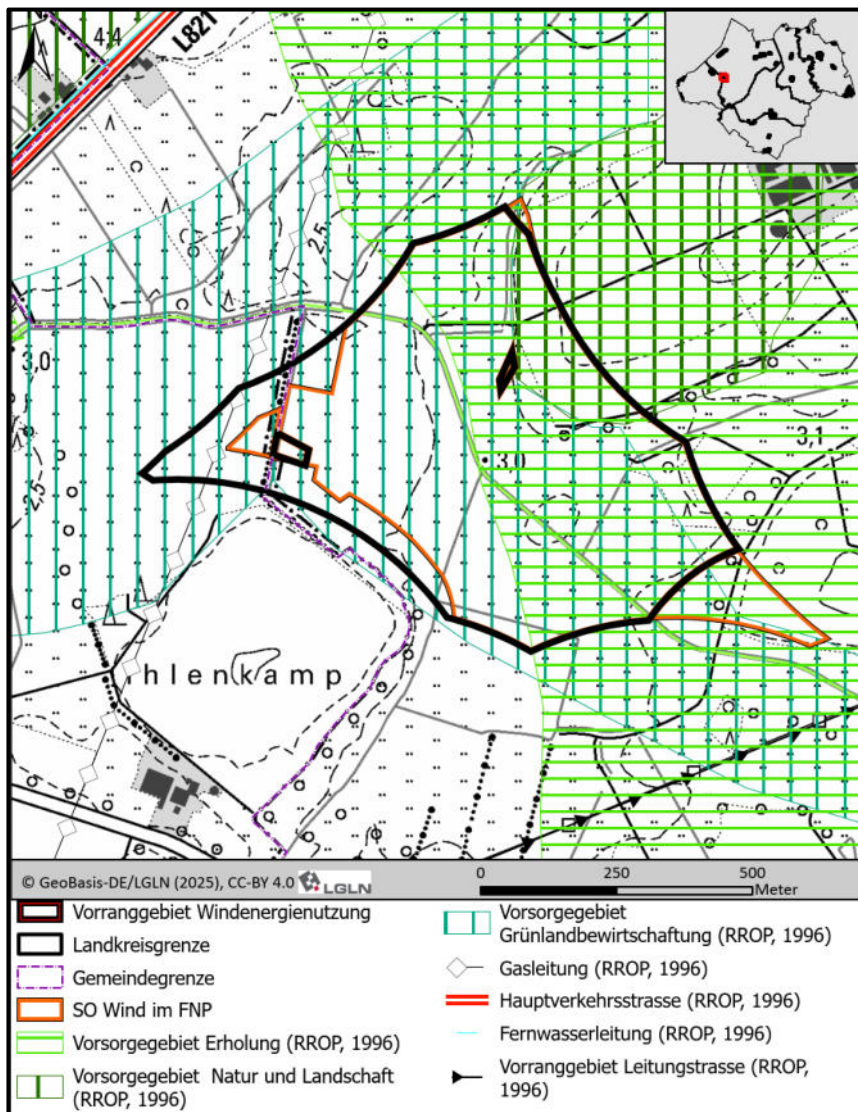 4.4
L821
2,5
3,0
3,0
3,1
2,5
hlenkamp
© GeoBasis-DE/LGLN (2025), CC-BY 4.0 LGLN
0 250 500
Meter
Vorranggebiet Windenergienutzung
Landkreisgrenze
Gemeindegrenze
SO Wind im FNP
Vorsorgegebiet Erholung (RROP, 1996)
Vorsorgegebiet Natur und Landschaft
(RROP, 1996)
Vorsorgegebiet
Grünlandbewirtschaftung (RROP, 1996)
Gasleitung (RROP, 1996)
Hauptverkehrsstrasse (RROP, 1996)
Fernwasserleitung (RROP, 1996)
Vorranggebiet Leitungstrasse (RROP,
1996)